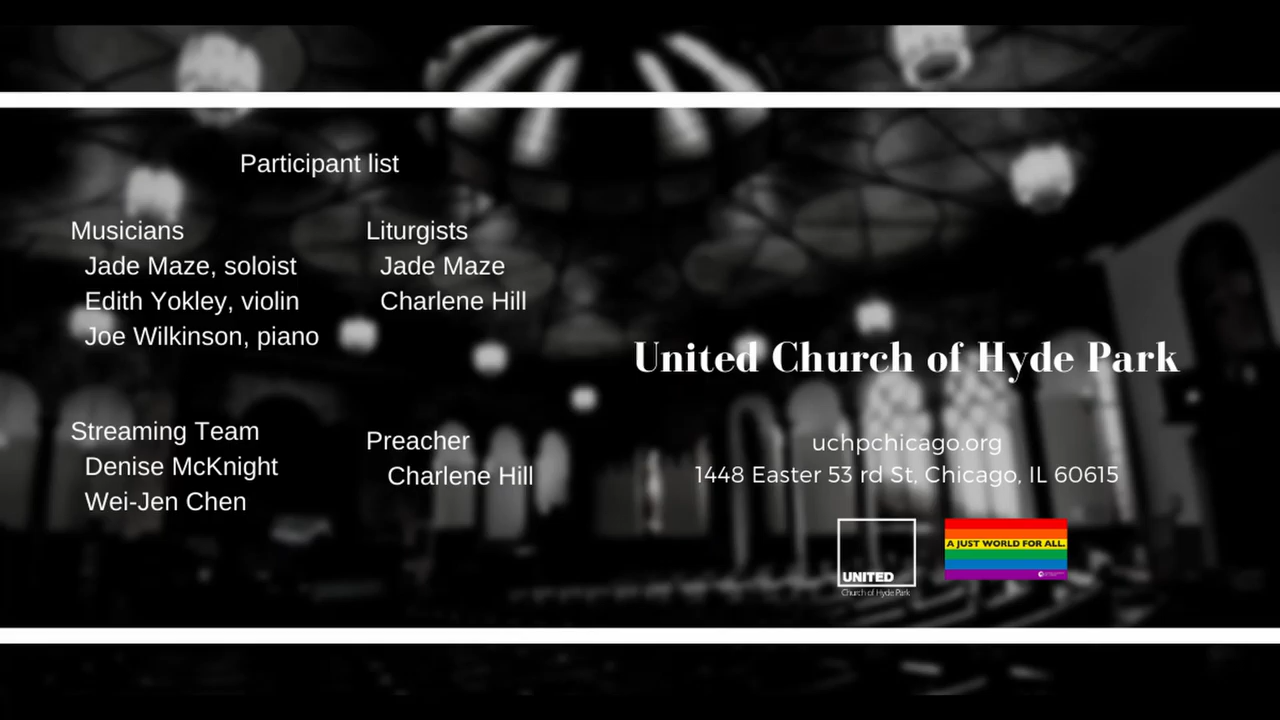 Participant list
Musicians
Jade Maze, soloist
Edith Yokley, violin
Joe Wilkinson, piano
Liturgists
Jade Maze
Charlene Hill
Streaming Team
Denise McKnight
Wei-Jen Chen
Preacher
Charlene Hill
United Church of Hyde Park
uchpchicago.org
1448 Easter 53 rd St, Chicago, IL 60615
UNITED
Church of Hyde Park
A JUST WORLD FOR ALL.